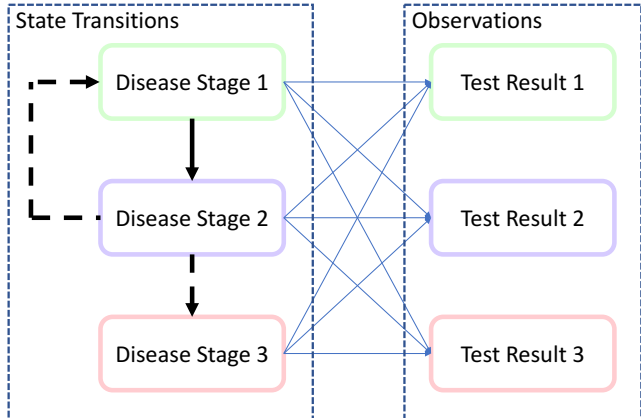 State Transitions
Observations
Disease Stage 1
Test Result 1
Disease Stage 2
Test Result 2
Disease Stage 3
Test Result 3